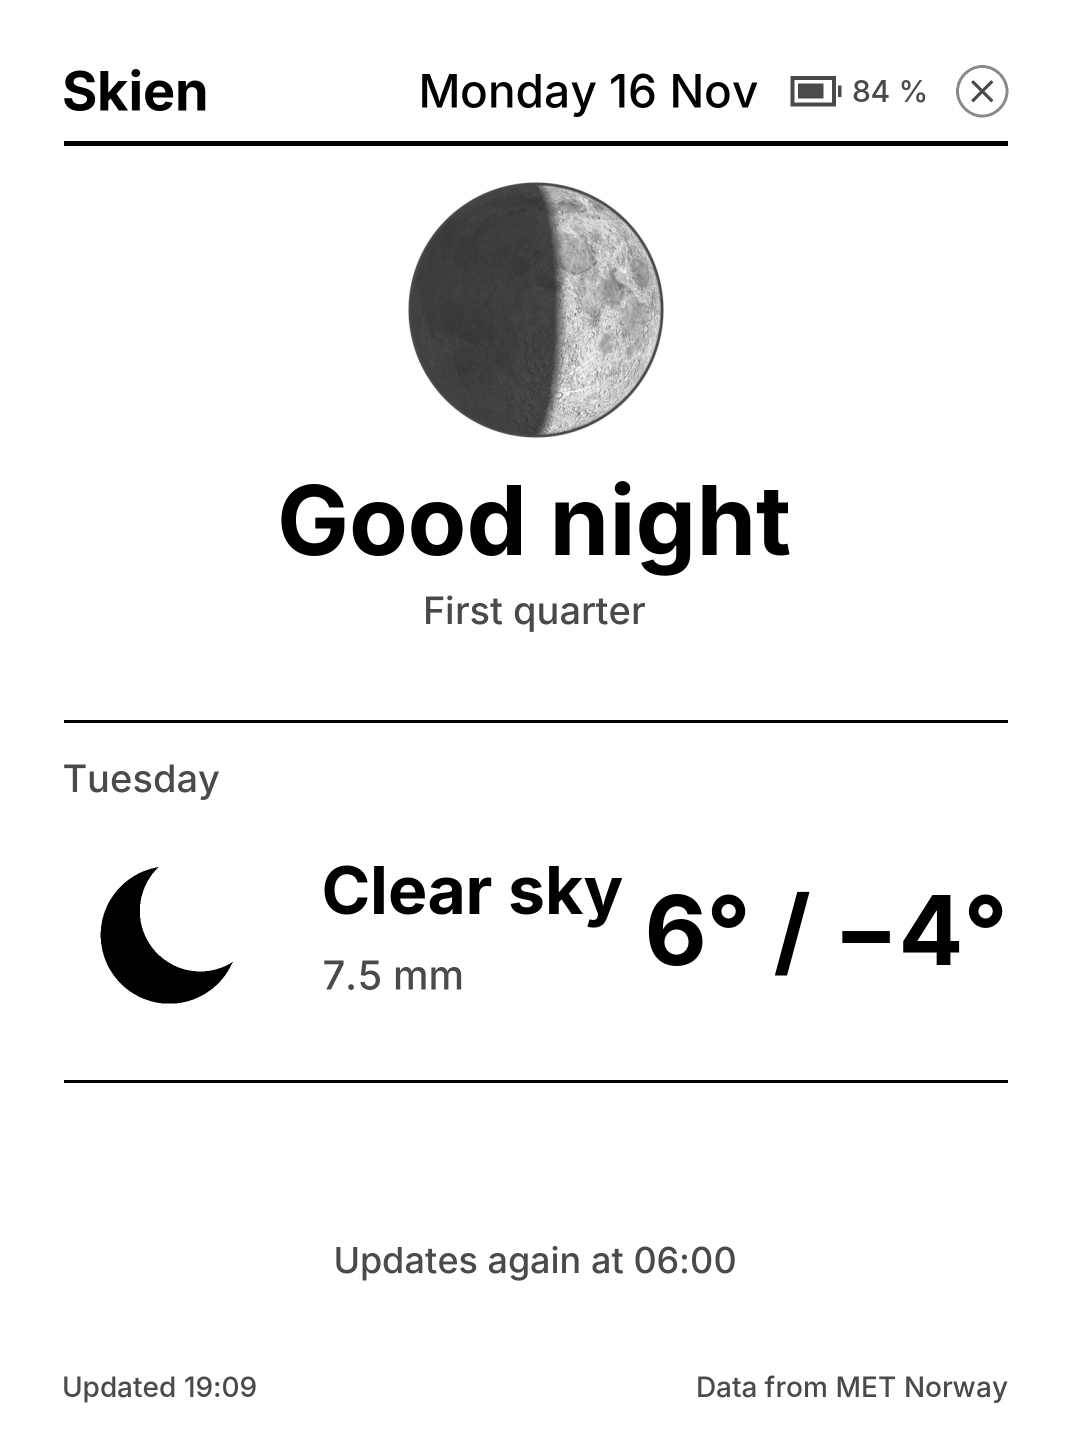 Skien
Monday 16 Nov
84 %
Good night
First quarter
Tuesday
Clear sky
7.5 mm
6° / −4°
Updates again at 06:00
Updated 19:09
Data from MET Norway